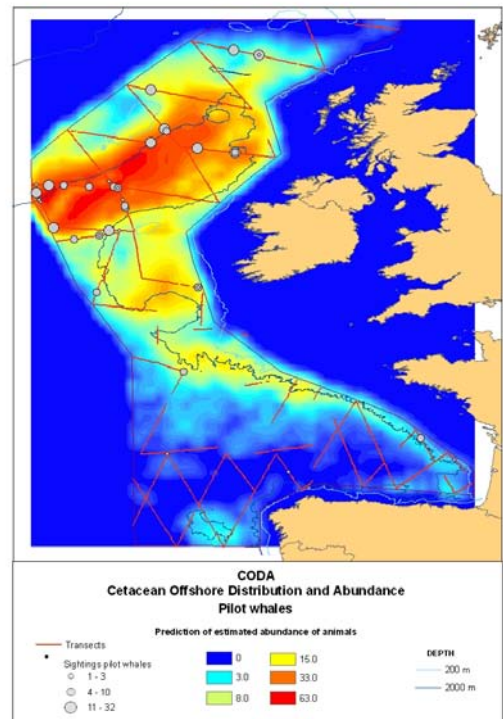 CODA
Cetacean Offshore Distribution and Abundance
Pilot whales
Prediction of estimated abundance of animals
Transects
Sightings pilot whales
1 - 3
4 - 10
11 - 32
0
3.0
8.0
15.0
33.0
63.0
DEPTH
200 m
2000 m